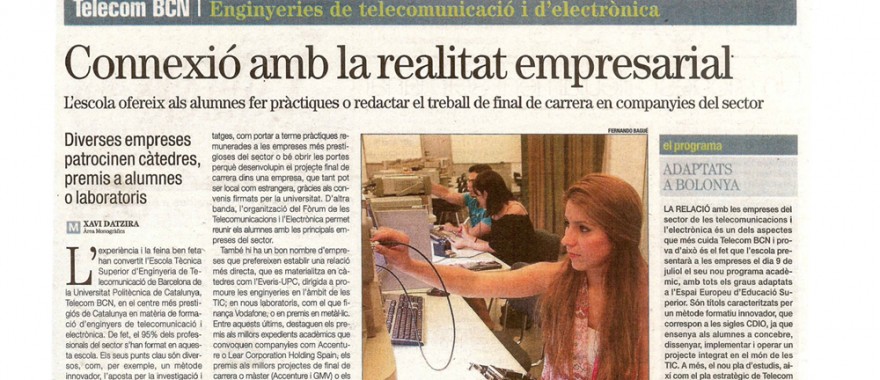 Telecom BCN | Enginyeries de telecomunicació i d'electrònica
Connexió amb la realitat empresarial
L'escola ofereix als alumnes fer pràctiques o redactar el treball de final de carrera en companyies del sector
Diverses empreses
patrocinen càtedres,
premis a alumnes
o laboratoris
M XAVI DATZIRA
Àrea Monogràfics
L'experiència i la feina ben feta
han convertit l'Escola Tècnica
Superior d'Enginyeria de Te-
lecomunicació de Barcelona de
la Universitat Politècnica de Catalunya,
Telecom BCN, en el centre més presti-
giós de Catalunya en matèria de forma-
ció d'enginyers de telecomunicació i
electrònica. De fet, el 95% dels profes-
sionals del sector s'han format en aques-
ta escola. Els seus punts clau són diver-
sos, com, per exemple, un mètode
innovador, l'aposta per la investigació i
tatges, com portar a terme pràctiques re-
munerades a les empreses més presti-
gioses del sector o bé obrir les portes
perquè desenvolupin el projecte final de
carrera dins una empresa, que tant pot
ser local com estrangera, gràcies als con-
venis firmats per la universitat. D'altra
banda, l'organització del Fòrum de les
Telecomunicacions i l'Electrònica permet
reunir els alumnes amb les principals em-
preses del sector.
També hi ha un bon nombre d'empre-
ses que prefereixen establir una relació
més directa, que es materialitza en càte-
dres com l'Everis-UPC, dirigida a pro-
moure les enginyeries en l'àmbit de les
TIC; en nous laboratoris, com el que fi-
nança Vodafone, o en premis en metàl·lic.
Entre aquests últims, destaguen els pre-
mis als millors expedients acadèmics que
convoquen companyies com Accentu-
re o Lear Corporation Holding Spain, els
premis als millors projectes de final de
carrera o màster (Accenture i GMV) o els
FERNANDO BAGUÉ
el programa
ADAPTATS
A BOLONYA
LA RELACIÓ amb les empreses del
sector de les telecomunicacions i
l'electrònica és un dels aspectes
que més cuida Telecom BCN i pro-
va d'això és el fet que l'escola pre-
sentarà a les empreses el dia 9 de
juliol el seu nou programa acadè-
mic, amb tots els graus adaptats
a l'Espai Europeu d'Educació Su-
perior. Són títols caracteritzats per
un mètode formatiu innovador, que
correspon a les sigles CDIO, ja que
ensenya als alumnes a concebre,
dissenyar, implementar i operar un
projecte integrat en el món de les
TIC. A més, el nou pla d'estudis, ai-
xí com el pla estratègic de Telecom